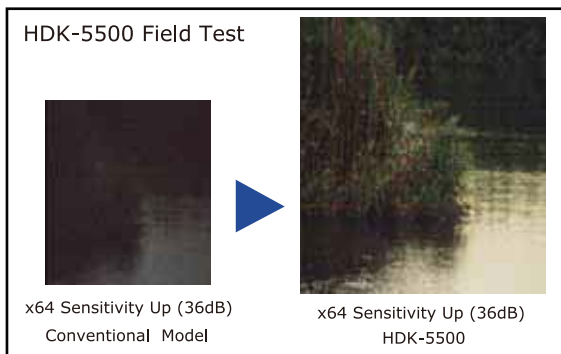 HDK-5500 Field Test
x64 Sensitivity Up (36dB)
Conventional Model
x64 Sensitivity Up (36dB)
HDK-5500